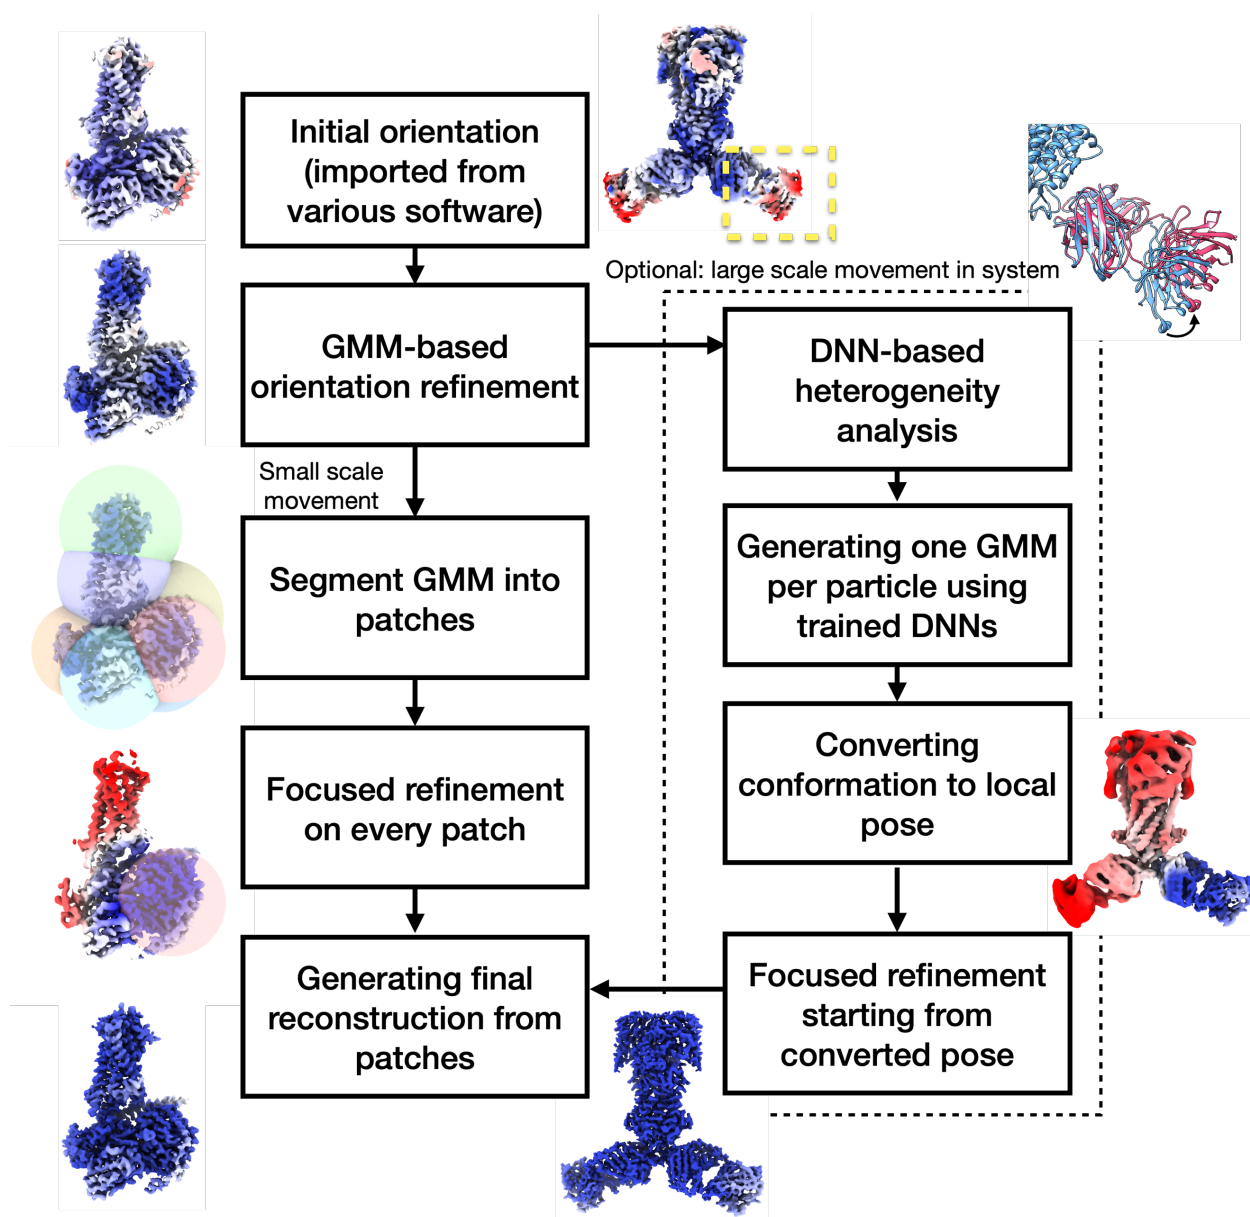 Initial orientation
(imported from
various software)
GMM-based
orientation refinement
Small scale
movement
Segment GMM into
patches
Focused refinement
on every patch
Generating final
reconstruction from
patches
Optional: large scale movement in system
DNN-based
heterogeneity
analysis
Generating one GMM
per particle using
trained DNNs
Converting
conformation to local
pose
Focused refinement
starting from
converted pose